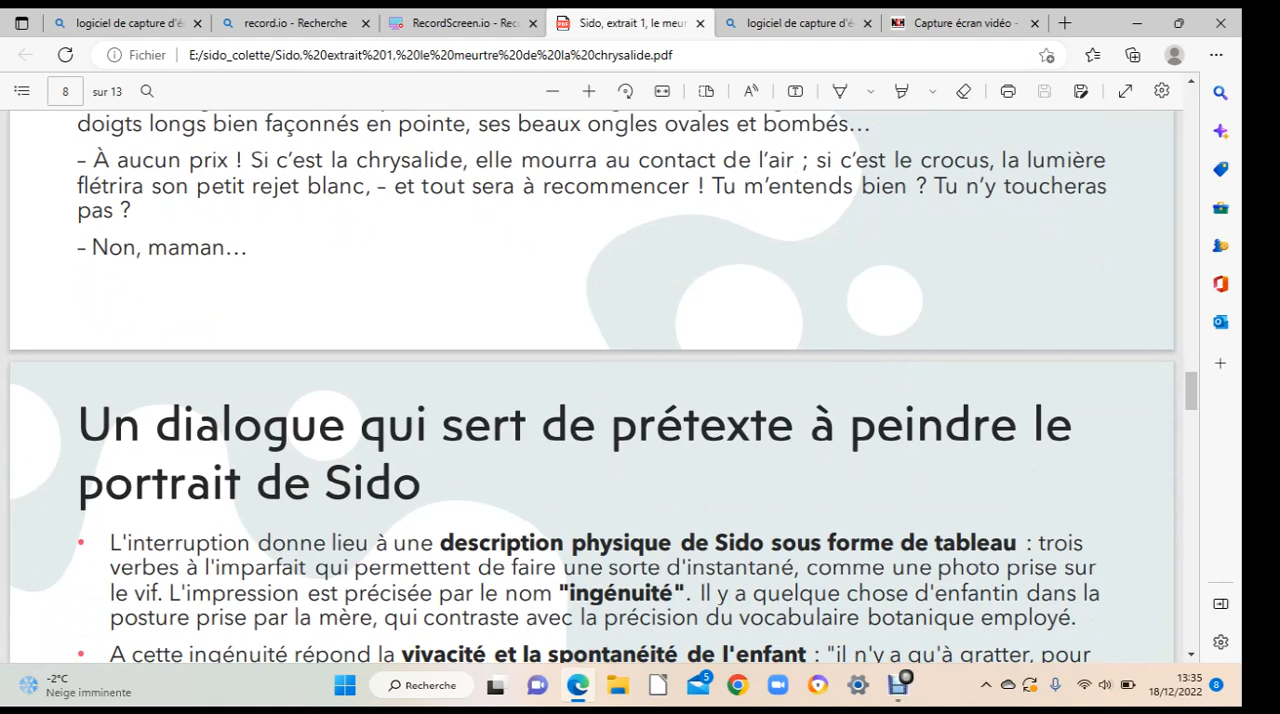 logiciel de capture d'é
record.io - Recherche
RecordScreen.io - Rec
Sido, extrait 1, le meur
logiciel de capture d'é
Capture écran vidéo -
Fichier
E:/sido_colette/Sido,%20extrait%201,%20le%20meurtre%20de%20la%20chrysalide.pdf
8 sur 13
doigts longs bien façonnés en pointe, ses beaux ongles ovales et bombés…
– À aucun prix ! Si c’est la chrysalide, elle mourra au contact de l’air ; si c’est le crocus, la lumière
flétrira son petit rejet blanc, – et tout sera à recommencer ! Tu m’entends bien ? Tu n’y toucheras
pas ?
– Non, maman…
Un dialogue qui sert de prétexte à peindre le
portrait de Sido
• L'interruption donne lieu à une description physique de Sido sous forme de tableau : trois
verbes à l'imparfait qui permettent de faire une sorte d'instantané, comme une photo prise sur
le vif. L'impression est précisée par le nom "ingénuité". Il y a quelque chose d'enfantin dans la
posture prise par la mère, qui contraste avec la précision du vocabulaire botanique employé.
• A cette ingénuité répond la vivacité et la spontanéité de l'enfant : "il n'y a qu'à gratter, pour
-2°C
Neige imminente
Recherche
5
13:35
18/12/2022
8